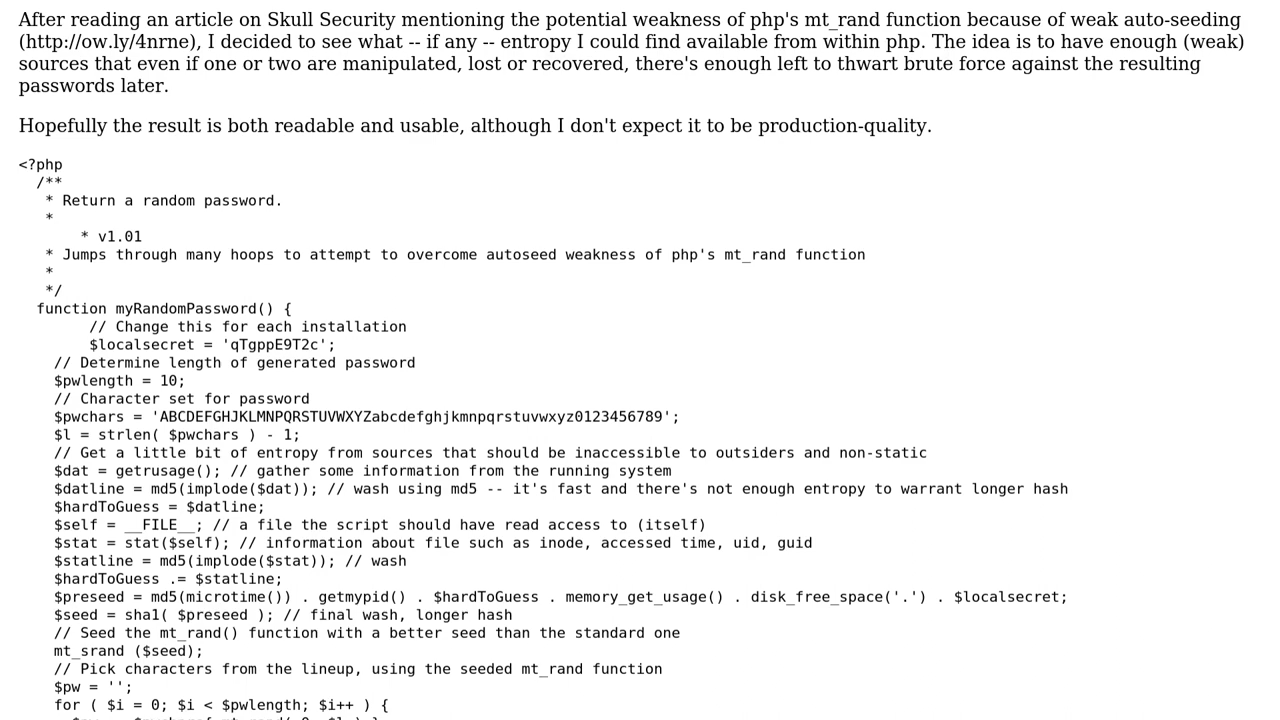 After reading an article on Skull Security mentioning the potential weakness of php's mt_rand function because of weak auto-seeding
(http://ow.ly/4nrne), I decided to see what -- if any -- entropy I could find available from within php. The idea is to have enough (weak)
sources that even if one or two are manipulated, lost or recovered, there's enough left to thwart brute force against the resulting
passwords later.
Hopefully the result is both readable and usable, although I don't expect it to be production-quality.
<?php
  /**
   * Return a random password.
   *
       * v1.01
   * Jumps through many hoops to attempt to overcome autoseed weakness of php's mt_rand function
   *
   */
  function myRandomPassword() {
        // Change this for each installation
        $localsecret = 'qTgppE9T2c';
    // Determine length of generated password
    $pwlength = 10;
    // Character set for password
    $pwchars = 'ABCDEFGHJKLMNPQRSTUVWXYZabcdefghjkmnpqrstuvwxyz0123456789';
    $l = strlen( $pwchars ) - 1;
    // Get a little bit of entropy from sources that should be inaccessible to outsiders and non-static
    $dat = getrusage(); // gather some information from the running system
    $datline = md5(implode($dat)); // wash using md5 -- it's fast and there's not enough entropy to warrant longer hash
    $hardToGuess = $datline;
    $self = __FILE__; // a file the script should have read access to (itself)
    $stat = stat($self); // information about file such as inode, accessed time, uid, guid
    $statline = md5(implode($stat)); // wash
    $hardToGuess .= $statline;
    $preseed = md5(microtime()) . getmypid() . $hardToGuess . memory_get_usage() . disk_free_space('.') . $localsecret;
    $seed = sha1( $preseed ); // final wash, longer hash
    // Seed the mt_rand() function with a better seed than the standard one
    mt_srand ($seed);
    // Pick characters from the lineup, using the seeded mt_rand function
    $pw = '';
    for ( $i = 0; $i < $pwlength; $i++ ) {